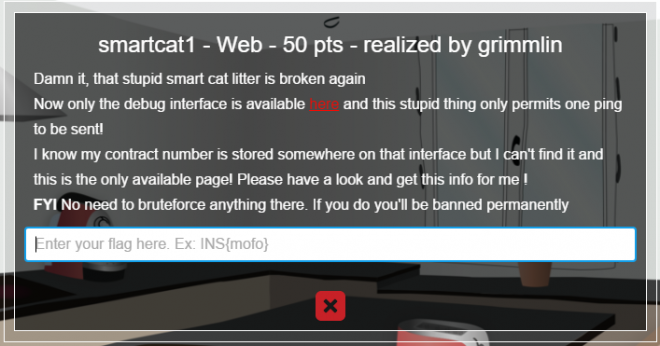 smartcat1 - Web - 50 pts - realized by grimmlin
Damn it, that stupid smart cat litter is broken again
Now only the debug interface is available here and this stupid thing only permits one ping
to be sent!
I know my contract number is stored somewhere on that interface but I can't find it and
this is the only available page! Please have a look and get this info for me !
FYI No need to bruteforce anything there. If you do you'll be banned permanently
Enter your flag here. Ex: INS{mofo}